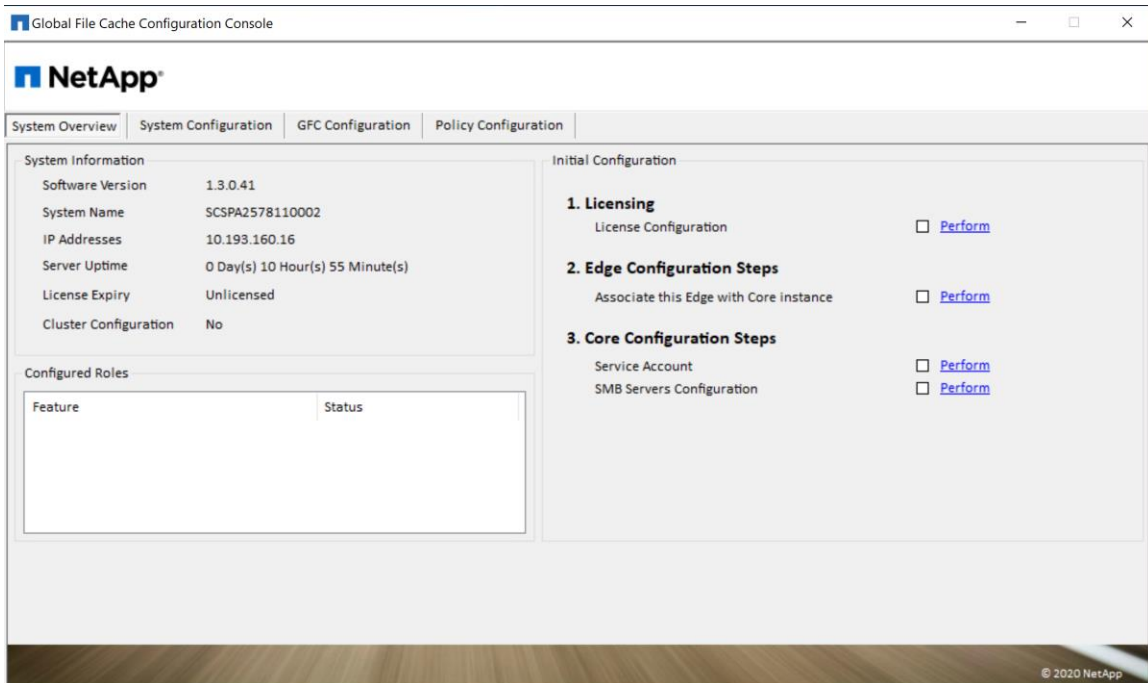 Global File Cache Configuration Console
NetApp®
System Overview System Configuration GFC Configuration Policy Configuration
System Information
Software Version 1.3.0.41
System Name SCSPA2578110002
IP Addresses 10.193.160.16
Server Uptime 0 Day(s) 10 Hour(s) 55 Minute(s)
License Expiry Unlicensed
Cluster Configuration No
Configured Roles
Feature Status
Initial Configuration
1. Licensing
License Configuration Perform
2. Edge Configuration Steps
Associate this Edge with Core instance Perform
3. Core Configuration Steps
Service Account Perform
SMB Servers Configuration Perform
© 2020 NetApp